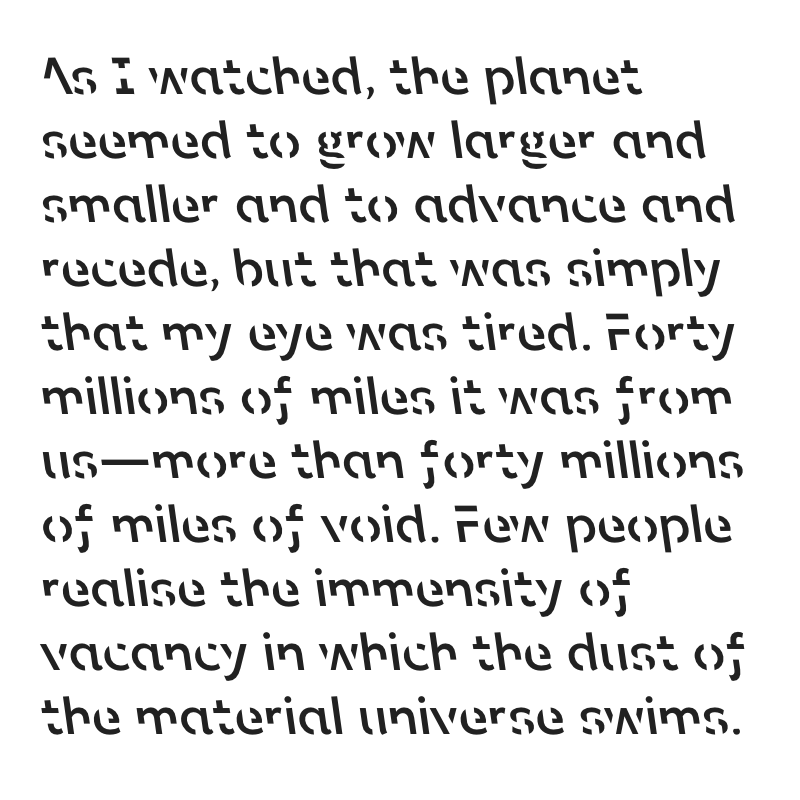 As I watched, the planet
seemed to grow larger and
smaller and to advance and
recede, but that was simply
that my eye was tired. Forty
millions of miles it was from
us—more than forty millions
of miles of void. Few people
realise the immensity of
vacancy in which the dust of
the material universe swims.